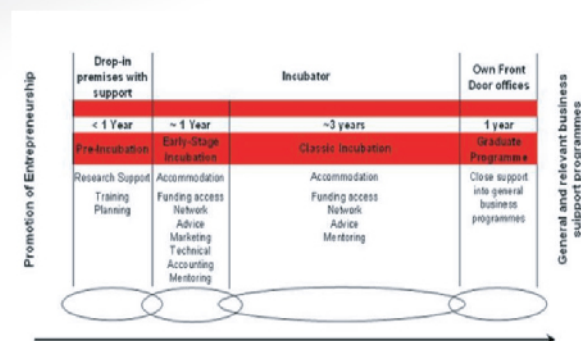 Promotion of Entrepreneurship
Drop-in
premises with
support
Incubator
Own Front
Door offices
< 1 Year
~ 1 Year
~3 years
1 year
Pre-Incubation
Early-Stage
Incubation
Classic Incubation
Graduate
Programme
Research Support
Training
Planning
Accommodation
Funding access
Network
Advice
Marketing
Technical
Accounting
Mentoring
Accommodation
Funding access
Network
Advice
Mentoring
Close support
into general
business
programmes
General and relevant business
support programmes